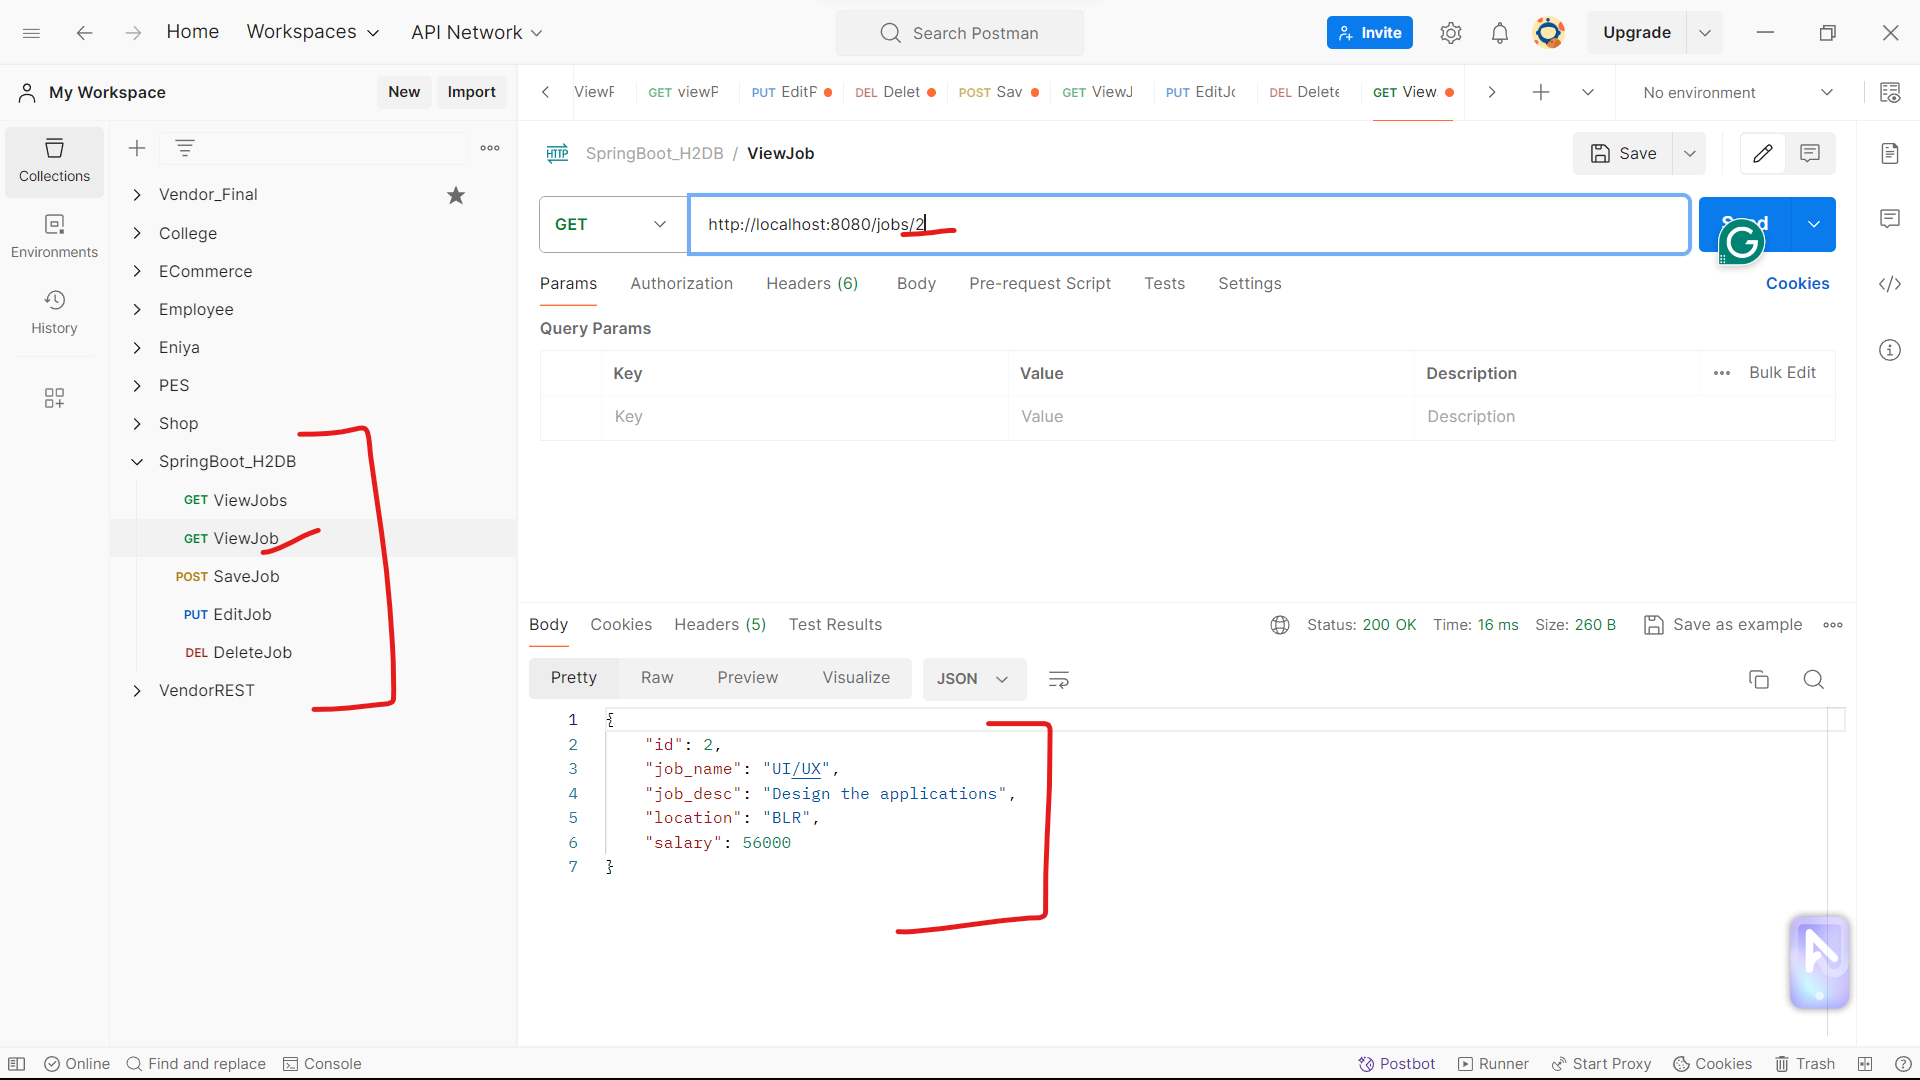 Home Workspaces API Network Search Postman Invite Upgrade
My Workspace New Import
GET viewP PUT EditP DEL Delet POST Sav GET ViewJ PUT EditJo DEL Delete GET View No environment
Collections
Environments
History
Vendor_Final
College
ECommerce
Employee
Eniya
PES
Shop
SpringBoot_H2DB
GET ViewJobs
GET ViewJob
POST SaveJob
PUT EditJob
DEL DeleteJob
VendorREST
HTTP SpringBoot_H2DB / ViewJob Save
GET http://localhost:8080/jobs/2
Params Authorization Headers (6) Body Pre-request Script Tests Settings Cookies
Query Params
Key Value Description ••• Bulk Edit
Key Value Description
Body Cookies Headers (5) Test Results Status: 200 OK Time: 16 ms Size: 260 B Save as example
Pretty Raw Preview Visualize JSON
1 {
2 "id": 2,
3 "job_name": "UI/UX",
4 "job_desc": "Design the applications",
5 "location": "BLR",
6 "salary": 56000
7 }
Online Find and replace Console Postbot Runner Start Proxy Cookies Trash